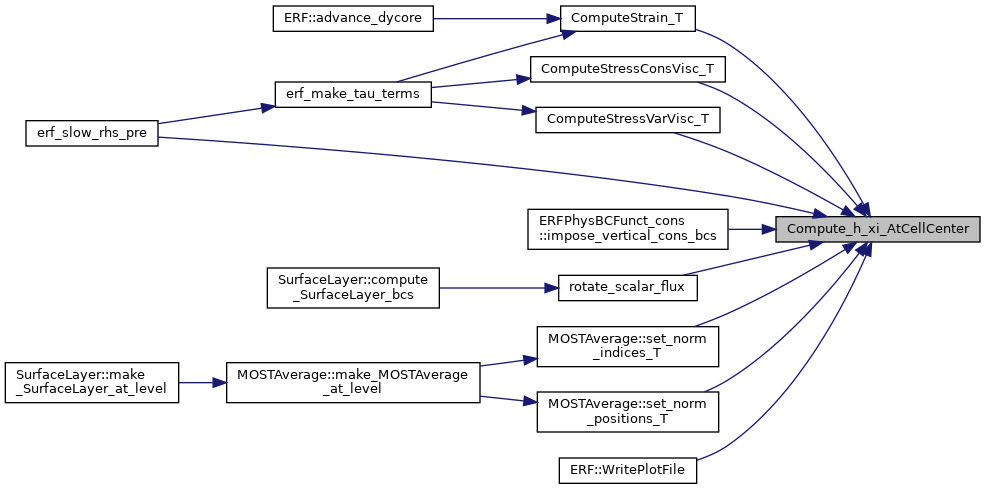 ERF::advance_dycore
ComputeStrain_T
ComputeStressConsVisc_T
erf_make_tau_terms
ComputeStressVarVisc_T
erf_slow_rhs_pre
ERFPhysBCFunct_cons
::impose_vertical_cons_bcs
Compute_h_xi_AtCellCenter
SurfaceLayer::compute
_SurfaceLayer_bcs
rotate_scalar_flux
MOSTAverage::set_norm
_indices_T
SurfaceLayer::make
_SurfaceLayer_at_level
MOSTAverage::make_MOSTAverage
_at_level
MOSTAverage::set_norm
_positions_T
ERF::WritePlotFile